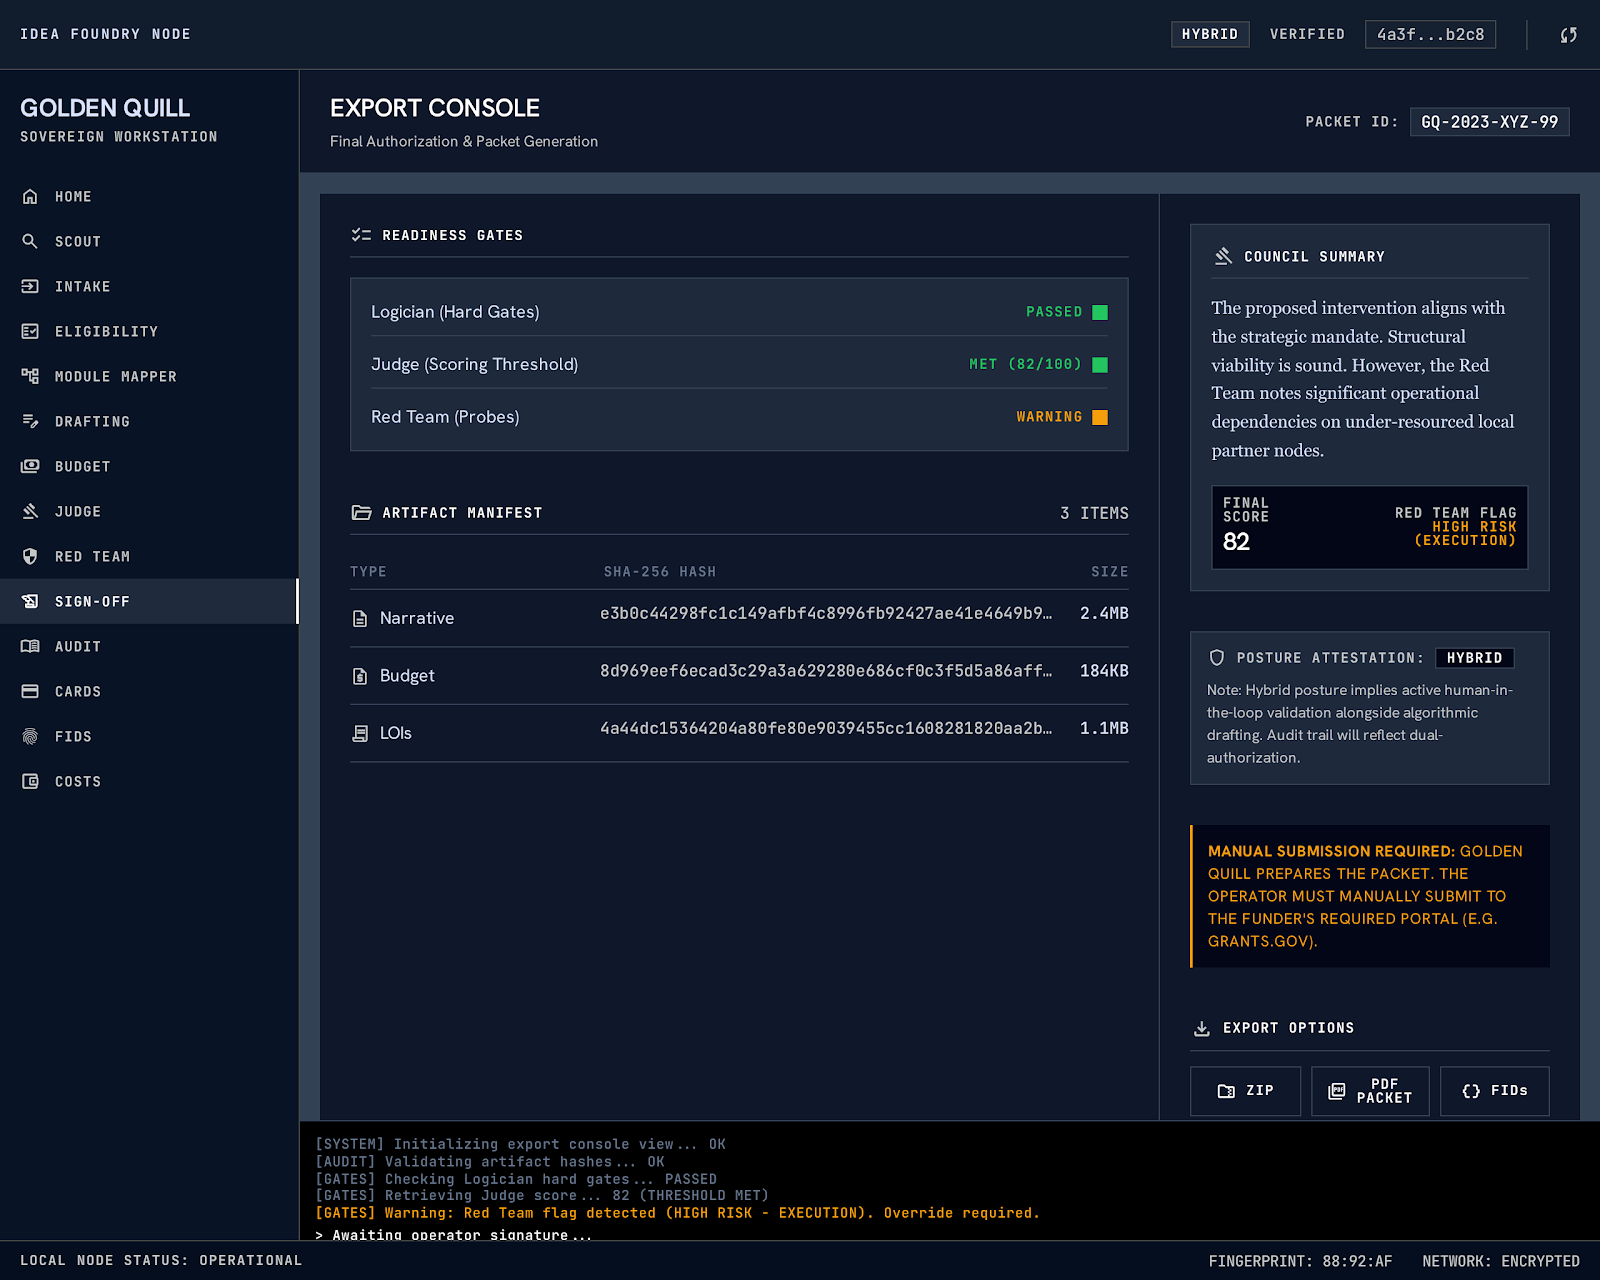 IDEA FOUNDRY NODE
HYBRID VERIFIED 4a3f...b2c8
GOLDEN QUILL
SOVEREIGN WORKSTATION
HOME
SCOUT
INTAKE
ELIGIBILITY
MODULE MAPPER
DRAFTING
BUDGET
JUDGE
RED TEAM
SIGN-OFF
AUDIT
CARDS
FIDS
COSTS
EXPORT CONSOLE
Final Authorization & Packet Generation
PACKET ID: GQ-2023-XYZ-99
READINESS GATES
Logician (Hard Gates) PASSED
Judge (Scoring Threshold) MET (82/100)
Red Team (Probes) WARNING
ARTIFACT MANIFEST 3 ITEMS
TYPE SHA-256 HASH SIZE
Narrative e3b0c44298fc1c149afbf4c8996fb92427ae41e4649b9… 2.4MB
Budget 8d969eef6ecad3c29a3a629280e686cf0c3f5d5a86aff… 184KB
LOIs 4a44dc15364204a80fe80e9039455cc1608281820aa2b… 1.1MB
COUNCIL SUMMARY
The proposed intervention aligns with
the strategic mandate. Structural
viability is sound. However, the Red
Team notes significant operational
dependencies on under-resourced local
partner nodes.
FINAL
SCORE
82
RED TEAM FLAG
HIGH RISK
(EXECUTION)
POSTURE ATTESTATION: HYBRID
Note: Hybrid posture implies active human-in-
the-loop validation alongside algorithmic
drafting. Audit trail will reflect dual-
authorization.
MANUAL SUBMISSION REQUIRED: GOLDEN
QUILL PREPARES THE PACKET. THE
OPERATOR MUST MANUALLY SUBMIT TO
THE FUNDER'S REQUIRED PORTAL (E.G.
GRANTS.GOV).
EXPORT OPTIONS
ZIP
PDF
PACKET
FIDs
[SYSTEM] Initializing export console view... OK
[AUDIT] Validating artifact hashes... OK
[GATES] Checking Logician hard gates... PASSED
[GATES] Retrieving Judge score... 82 (THRESHOLD MET)
[GATES] Warning: Red Team flag detected (HIGH RISK - EXECUTION). Override required.
> Awaiting operator signature...
LOCAL NODE STATUS: OPERATIONAL
FINGERPRINT: 88:92:AF NETWORK: ENCRYPTED